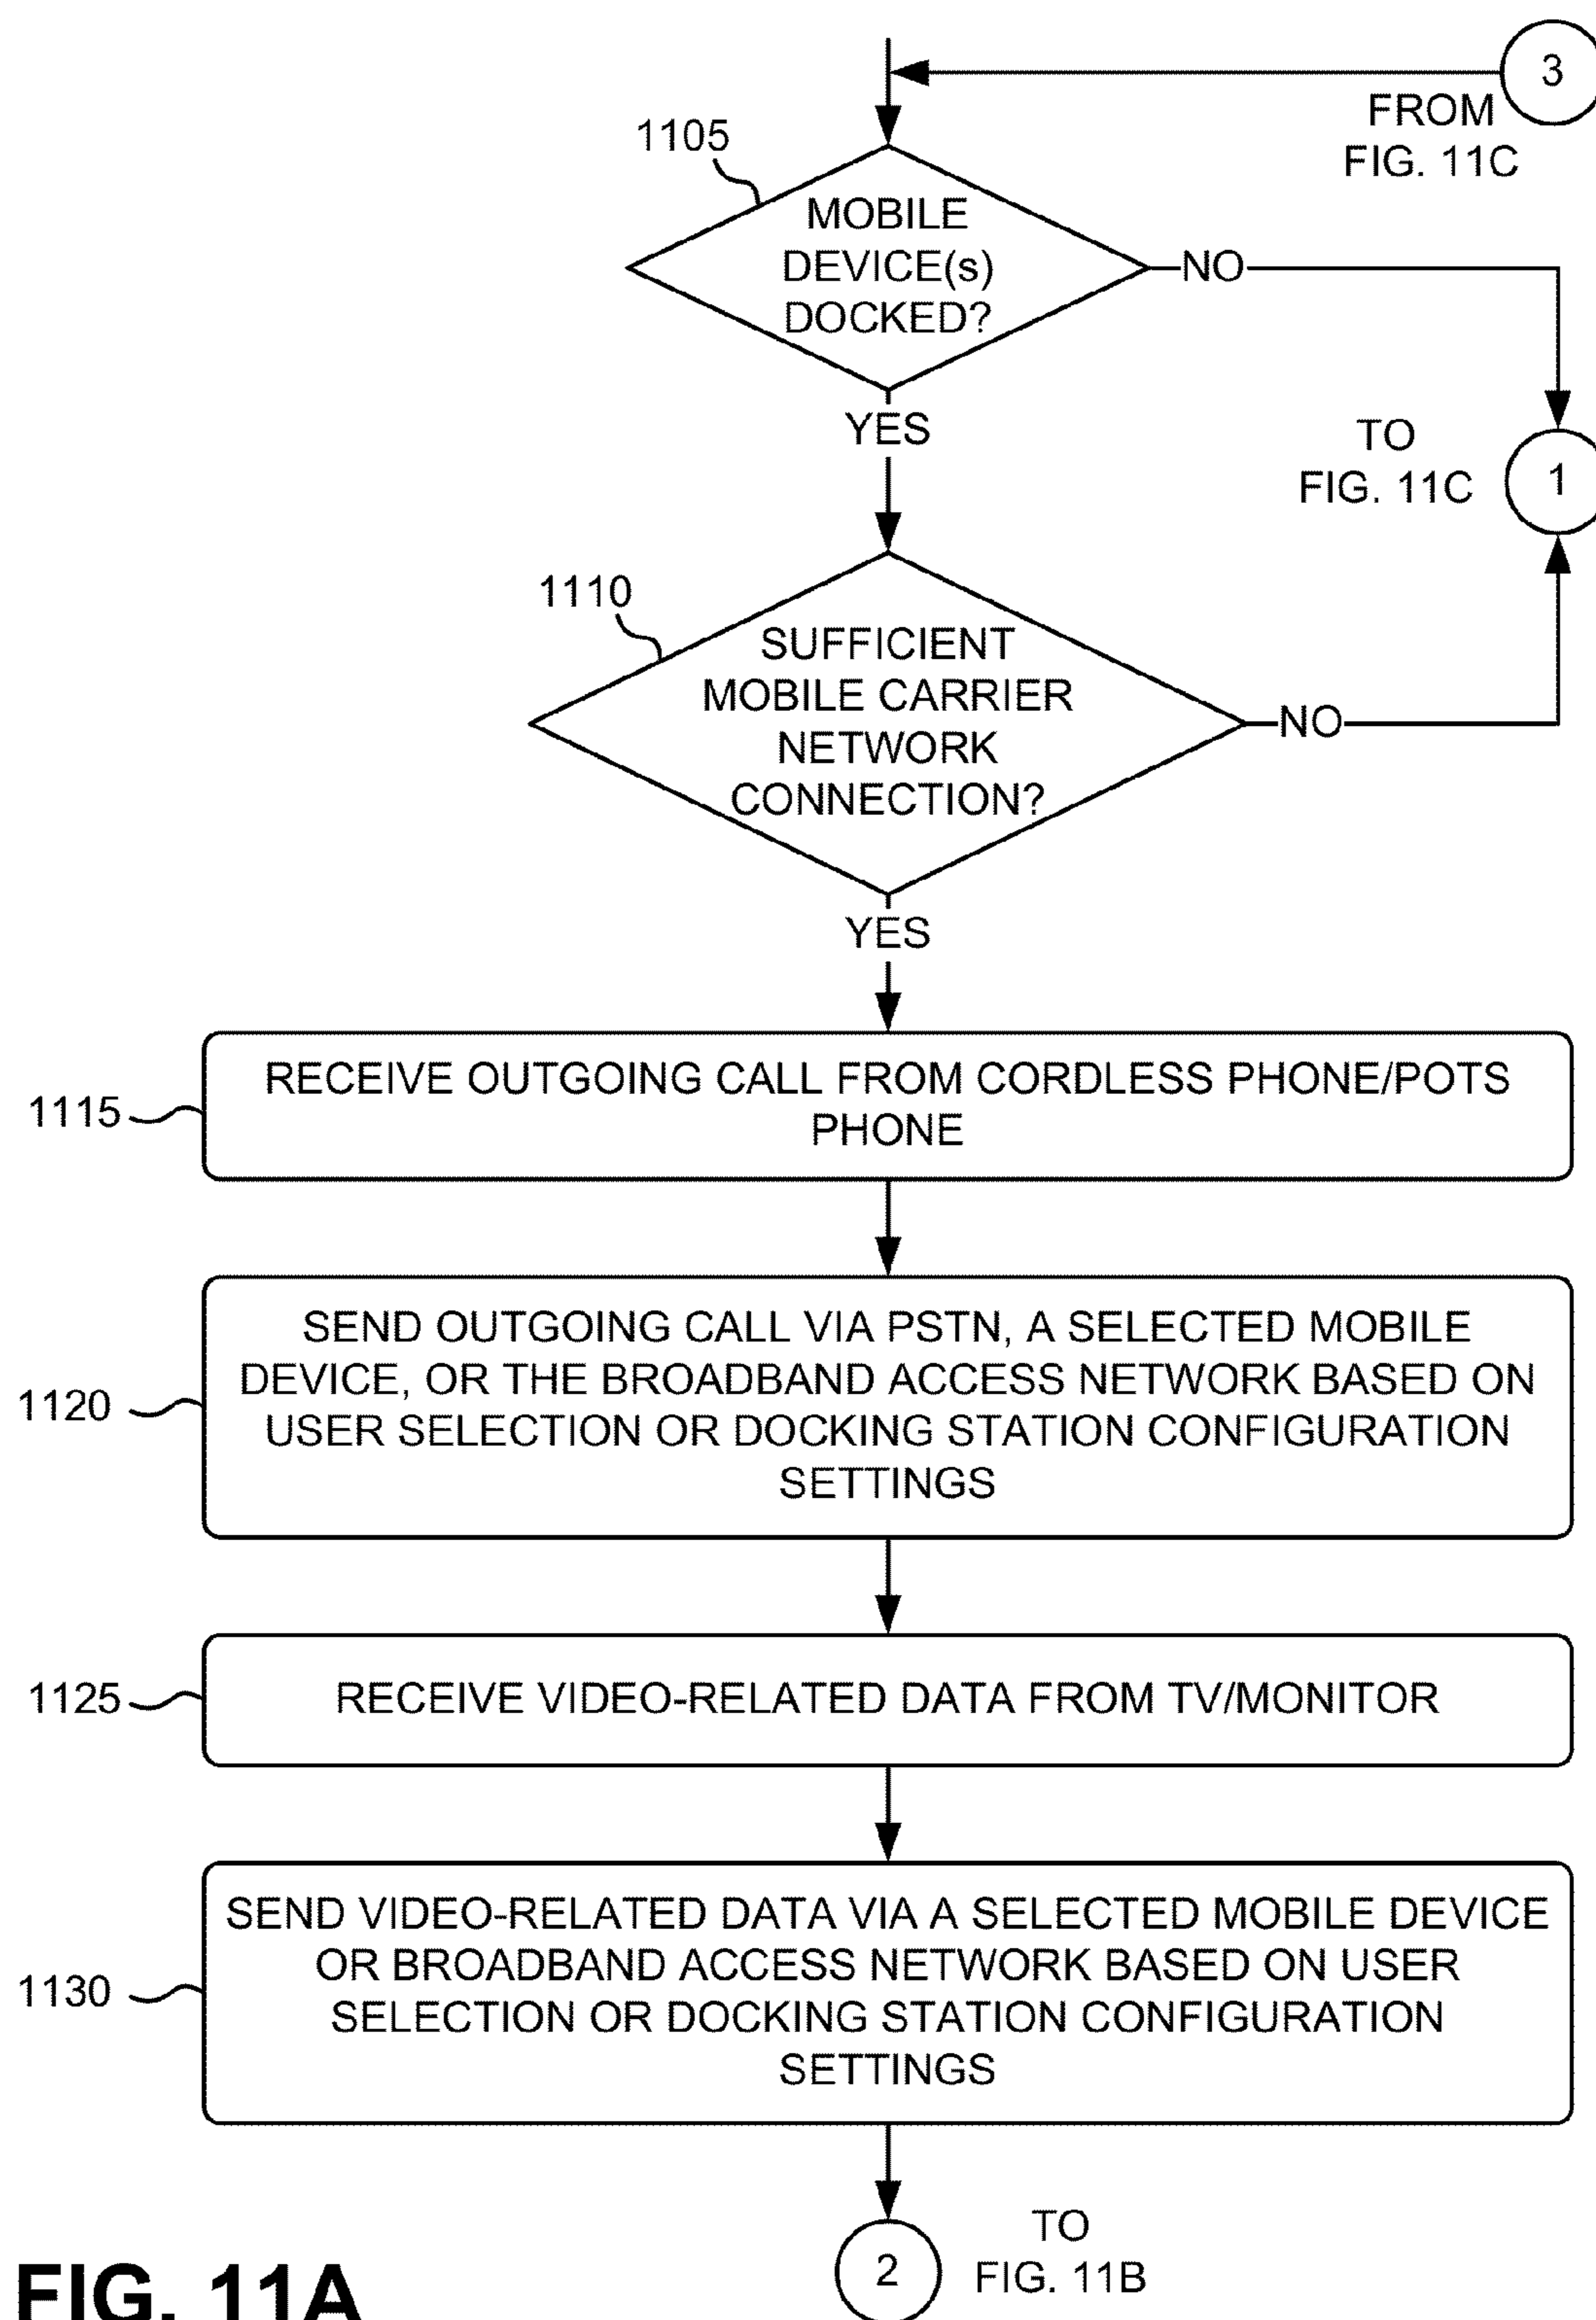 3
FROM
FIG. 11C
1105
MOBILE
DEVICE(s)
DOCKED?
NO
YES
TO
FIG. 11C
1
1110
SUFFICIENT
MOBILE CARRIER
NETWORK
CONNECTION?
NO
YES
RECEIVE OUTGOING CALL FROM CORDLESS PHONE/POTS
PHONE
1115
SEND OUTGOING CALL VIA PSTN, A SELECTED MOBILE
DEVICE, OR THE BROADBAND ACCESS NETWORK BASED ON
USER SELECTION OR DOCKING STATION CONFIGURATION
SETTINGS
1120
1125
RECEIVE VIDEO-RELATED DATA FROM TV/MONITOR
SEND VIDEO-RELATED DATA VIA A SELECTED MOBILE DEVICE
OR BROADBAND ACCESS NETWORK BASED ON USER
SELECTION OR DOCKING STATION CONFIGURATION
SETTINGS
1130
2
TO
FIG. 11B
FIG. 11A